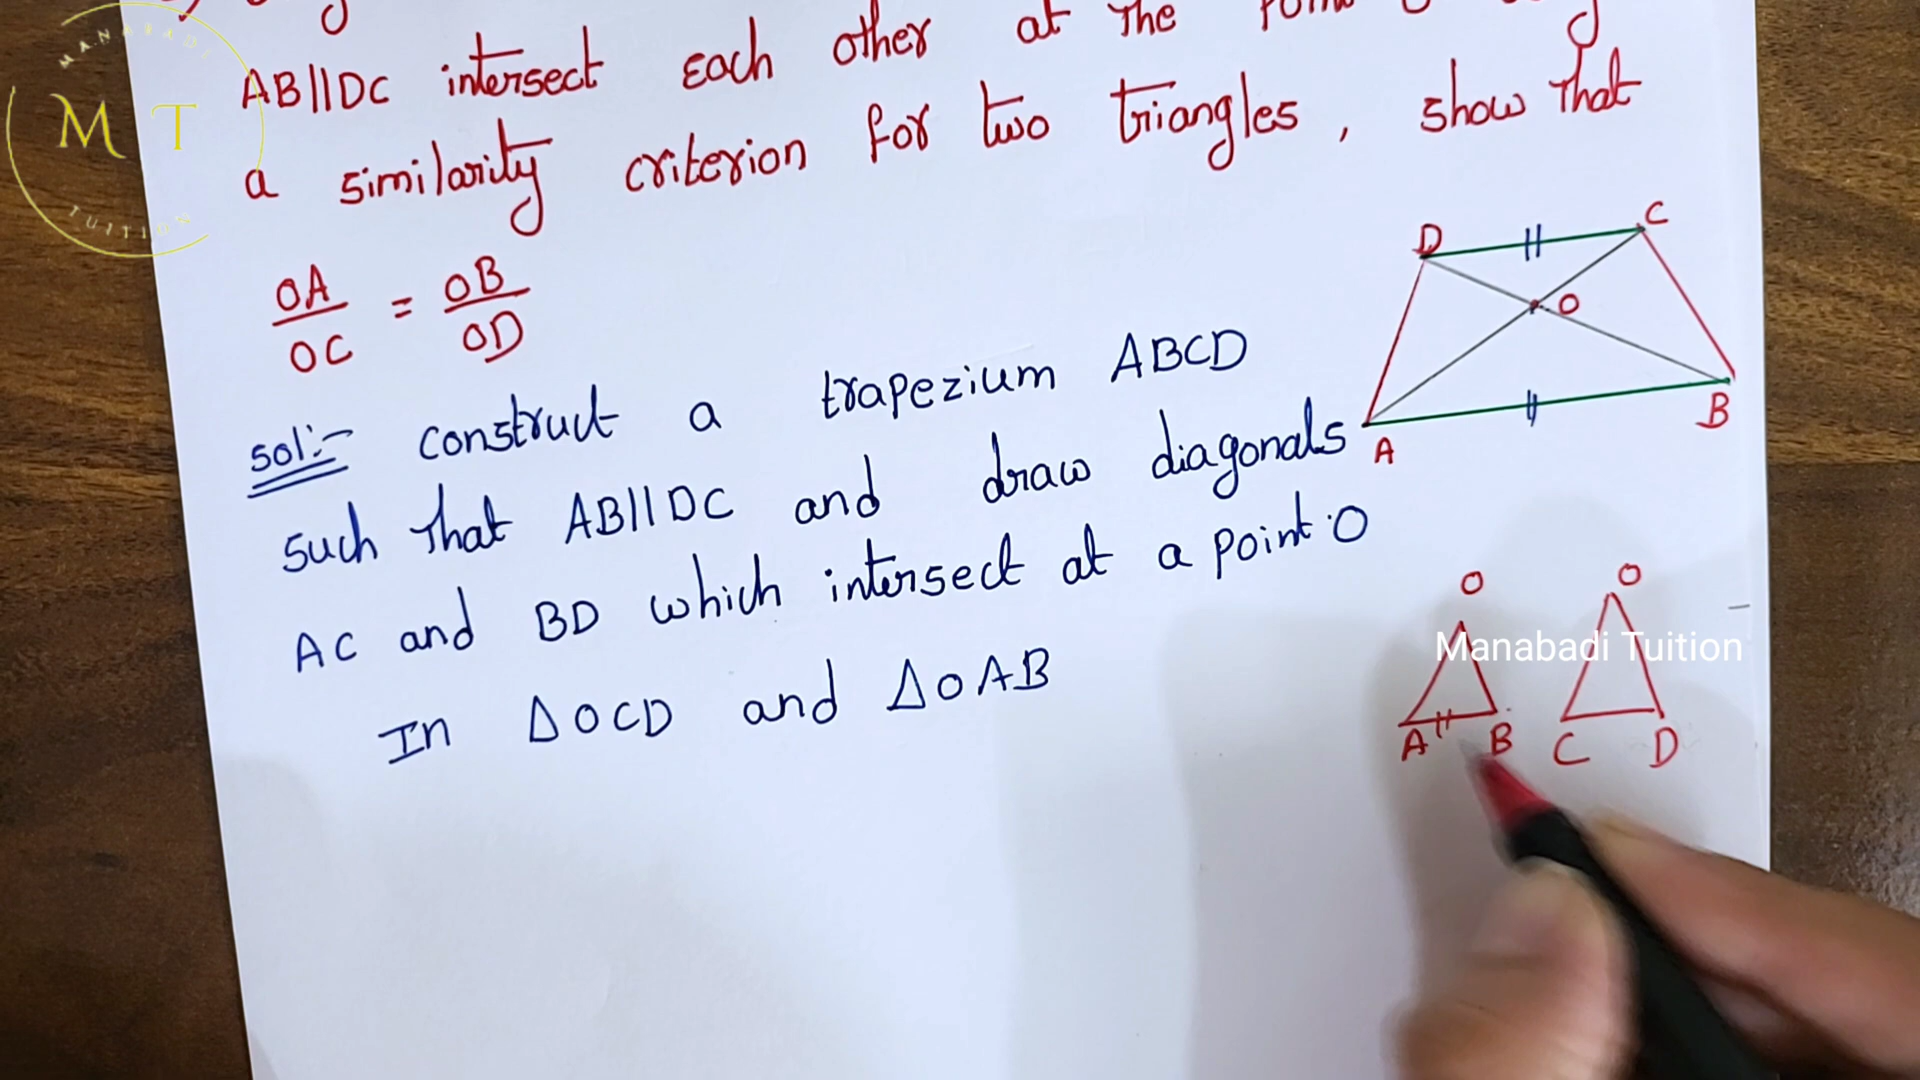 MANABADI
M T
TUITION
each other at the
AB||DC intersect
a similarity criterion for two triangles, show that
OA/OC = OB/OD
D C
O
A B
Sol:- construct a trapezium ABCD
such that AB||DC and draw diagonals
AC and BD which intersect at a point O
In ΔOCD and ΔOAB
O O
Manabadi Tuition
A B C D